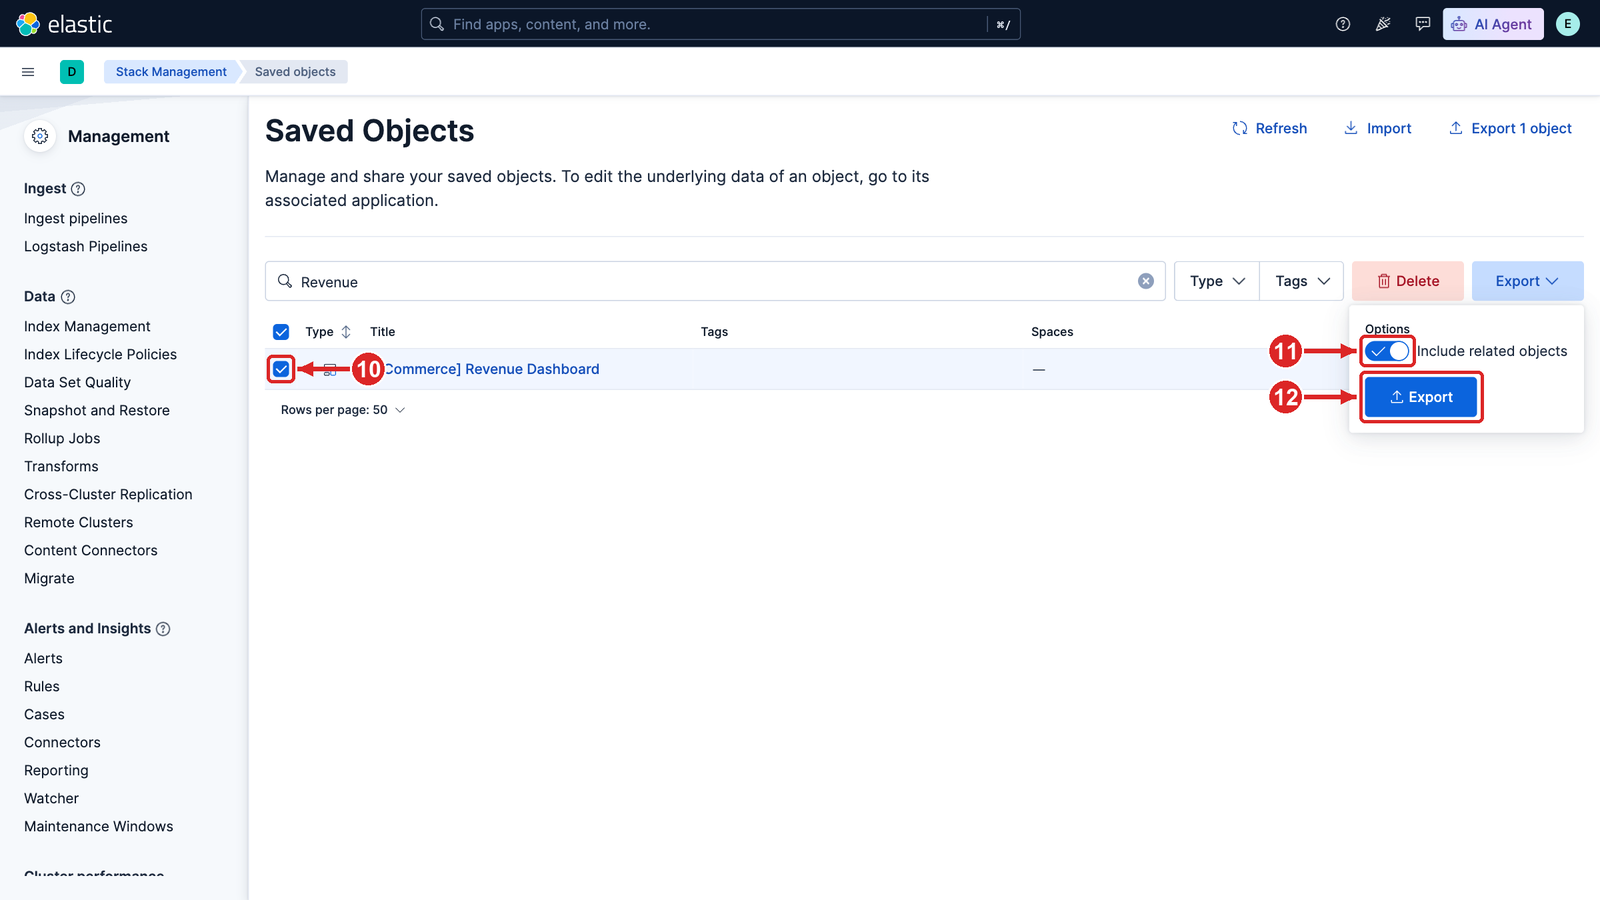 elastic
Find apps, content, and more.
⌘/
AI Agent
E
D
Stack Management
Saved objects
Management
Ingest
Ingest pipelines
Logstash Pipelines
Data
Index Management
Index Lifecycle Policies
Data Set Quality
Snapshot and Restore
Rollup Jobs
Transforms
Cross-Cluster Replication
Remote Clusters
Content Connectors
Migrate
Alerts and Insights
Alerts
Rules
Cases
Connectors
Reporting
Watcher
Maintenance Windows
Cluster performance
Saved Objects
Refresh
Import
Export 1 object
Manage and share your saved objects. To edit the underlying data of an object, go to its
associated application.
Revenue
Type
Tags
Delete
Export
Type
Title
Tags
Spaces
10
Commerce] Revenue Dashboard
—
Rows per page: 50
Options
11
Include related objects
12
Export